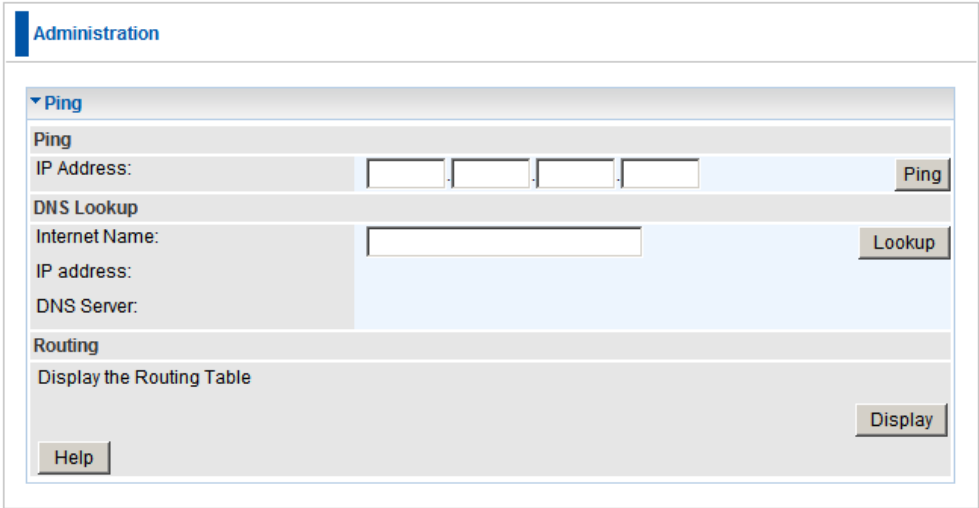 Administration
Ping
Ping
IP Address:
. . . Ping
DNS Lookup
Internet Name:
Lookup
IP address:
DNS Server:
Routing
Display the Routing Table
Display
Help